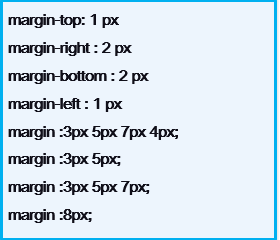 margin-top: 1 px
margin-right : 2 px
margin-bottom : 2 px
margin-left : 1 px
margin :3px 5px 7px 4px;
margin :3px 5px;
margin :3px 5px 7px;
margin :8px;